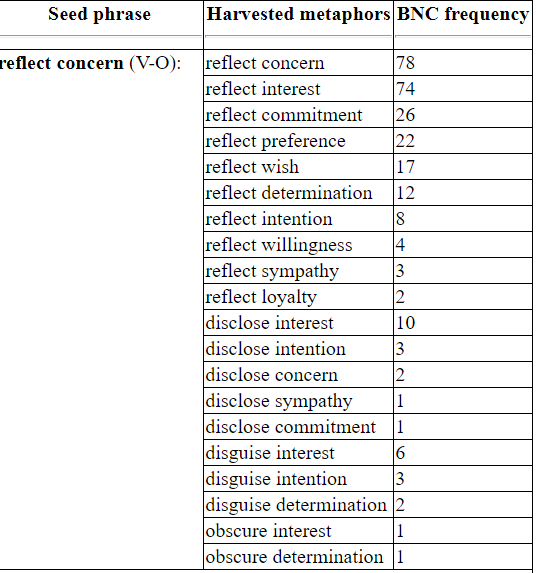 Seed phrase Harvested metaphors BNC frequency
reflect concern (V-O): reflect concern 78
reflect interest 74
reflect commitment 26
reflect preference 22
reflect wish 17
reflect determination 12
reflect intention 8
reflect willingness 4
reflect sympathy 3
reflect loyalty 2
disclose interest 10
disclose intention 3
disclose concern 2
disclose sympathy 1
disclose commitment 1
disguise interest 6
disguise intention 3
disguise determination 2
obscure interest 1
obscure determination 1